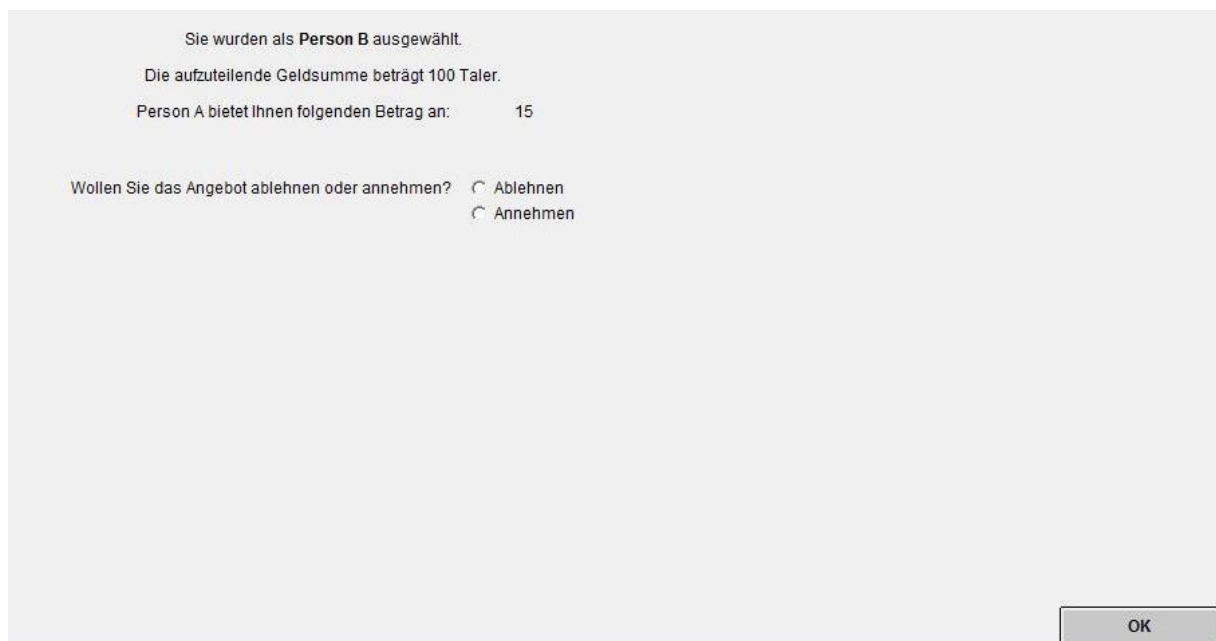 Sie wurden als Person B ausgewählt.
Die aufzuteilende Geldsumme beträgt 100 Taler.
Person A bietet Ihnen folgenden Betrag an: 15
Wollen Sie das Angebot ablehnen oder annehmen? Ablehnen
Annehmen
OK